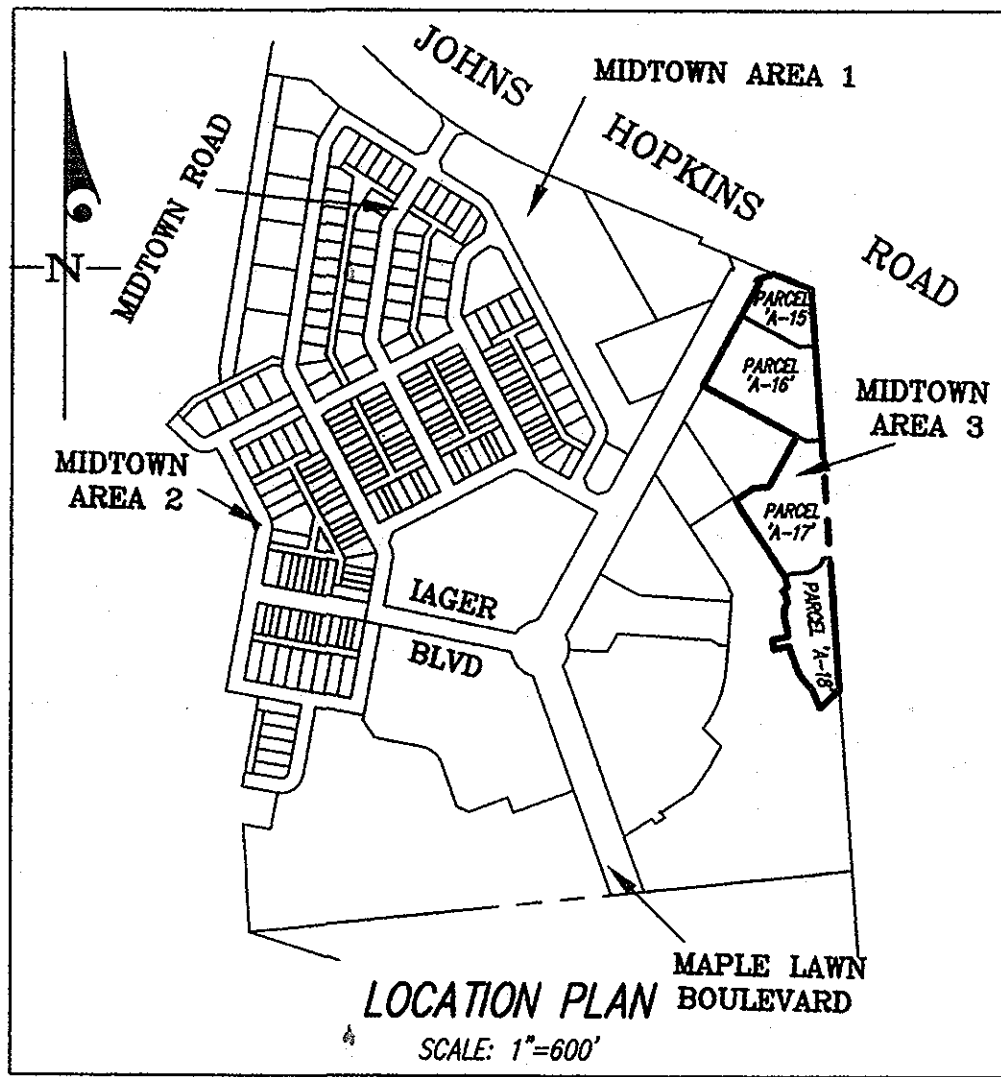 JOHNS
HOPKINS
ROAD
MIDTOWN AREA 1
MIDTOWN ROAD
N
PARCEL
'A-15'
PARCEL
'A-16'
MIDTOWN
AREA 3
MIDTOWN
AREA 2
PARCEL
'A-17'
PARCEL 'A-18'
IAGER
BLVD
MAPLE LAWN
BOULEVARD
LOCATION PLAN
SCALE: 1"=600'